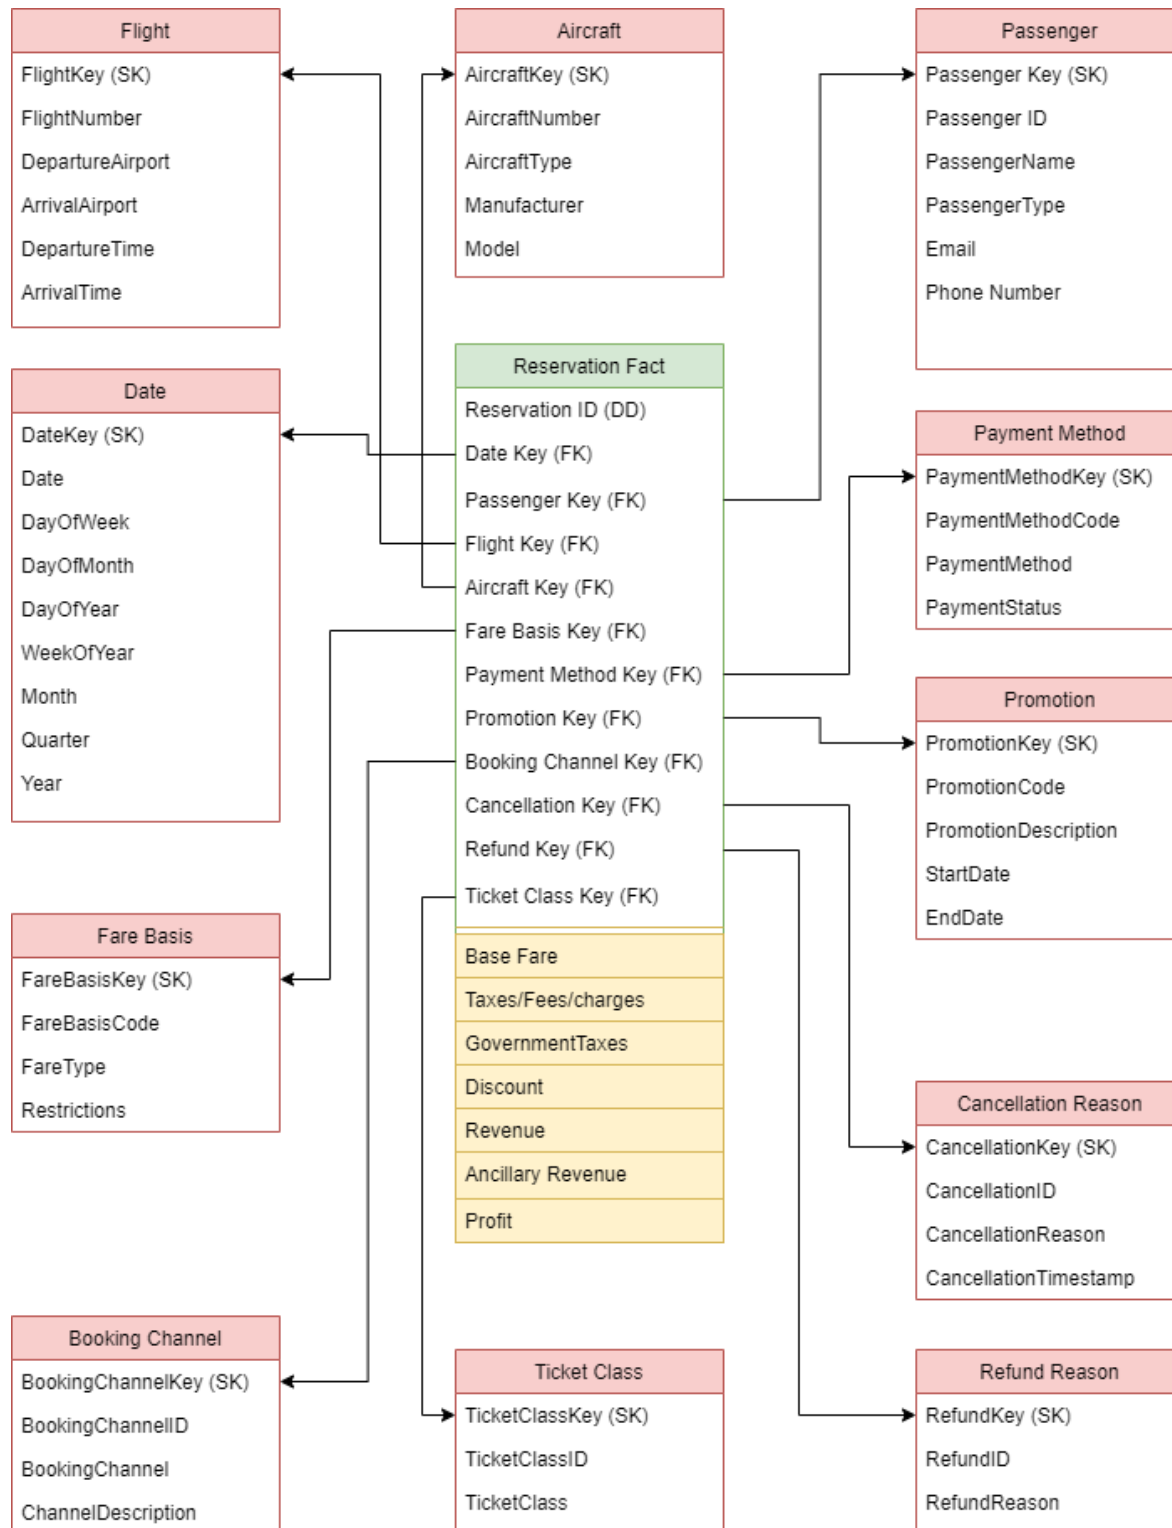 Flight
FlightKey (SK)
FlightNumber
DepartureAirport
ArrivalAirport
DepartureTime
ArrivalTime
Aircraft
AircraftKey (SK)
AircraftNumber
AircraftType
Manufacturer
Model
Passenger
Passenger Key (SK)
Passenger ID
PassengerName
PassengerType
Email
Phone Number
Date
DateKey (SK)
Date
DayOfWeek
DayOfMonth
DayOfYear
WeekOfYear
Month
Quarter
Year
Reservation Fact
Reservation ID (DD)
Date Key (FK)
Passenger Key (FK)
Flight Key (FK)
Aircraft Key (FK)
Fare Basis Key (FK)
Payment Method Key (FK)
Promotion Key (FK)
Booking Channel Key (FK)
Cancellation Key (FK)
Refund Key (FK)
Ticket Class Key (FK)
Base Fare
Taxes/Fees/charges
GovernmentTaxes
Discount
Revenue
Ancillary Revenue
Profit
Payment Method
PaymentMethodKey (SK)
PaymentMethodCode
PaymentMethod
PaymentStatus
Promotion
PromotionKey (SK)
PromotionCode
PromotionDescription
StartDate
EndDate
Fare Basis
FareBasisKey (SK)
FareBasisCode
FareType
Restrictions
Cancellation Reason
CancellationKey (SK)
CancellationID
CancellationReason
CancellationTimestamp
Booking Channel
BookingChannelKey (SK)
BookingChannelID
BookingChannel
ChannelDescription
Ticket Class
TicketClassKey (SK)
TicketClassID
TicketClass
Refund Reason
RefundKey (SK)
RefundID
RefundReason